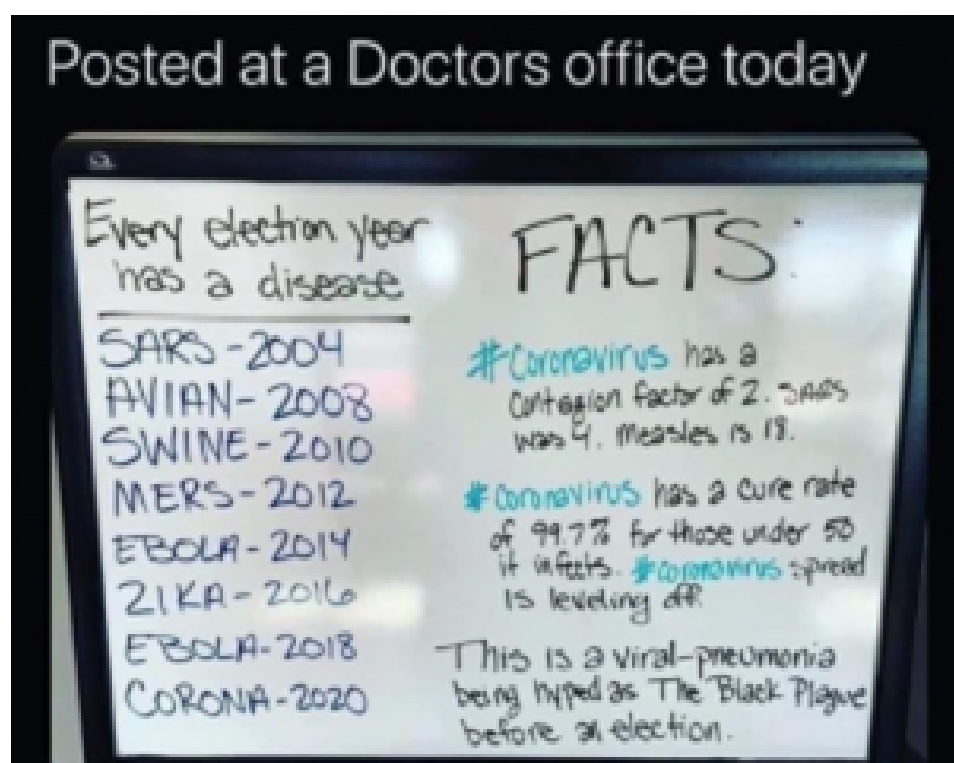 Posted at a Doctors office today
Every election year
has a disease
SARS - 2004
AVIAN - 2008
SWINE - 2010
MERS - 2012
EBOLA - 2014
ZIKA - 2016
EBOLA - 2018
CORONA - 2020
FACTS:
#Coronavirus has a
Contagion factor of 2. SARS
was 4. Measles is 18.
#Coronavirus has a cure rate
of 99.7% for those under 50
it infects. #Coronavirus spread
is leveling off.
This is a viral-pneumonia
being hyped as The Black Plague
before an election.